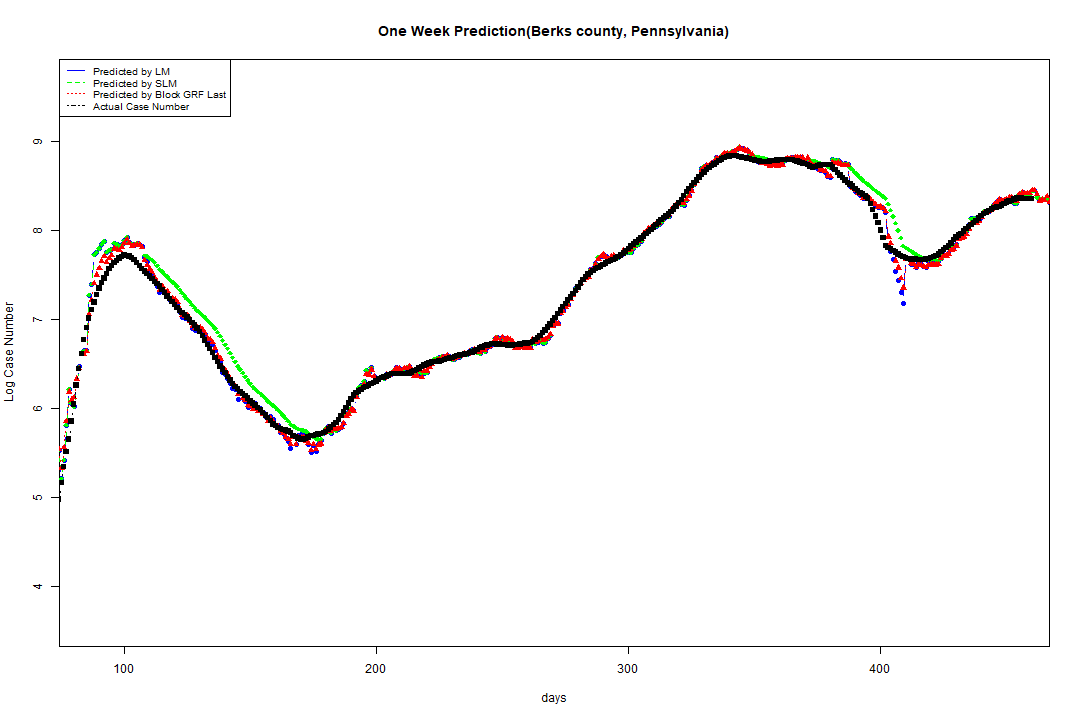 One Week Prediction(Berks county, Pennsylvania)
Predicted by LM
Predicted by SLM
Predicted by Block GRF Last
Actual Case Number
9
8
7
6
5
4
Log Case Number
100 200 300 400
days